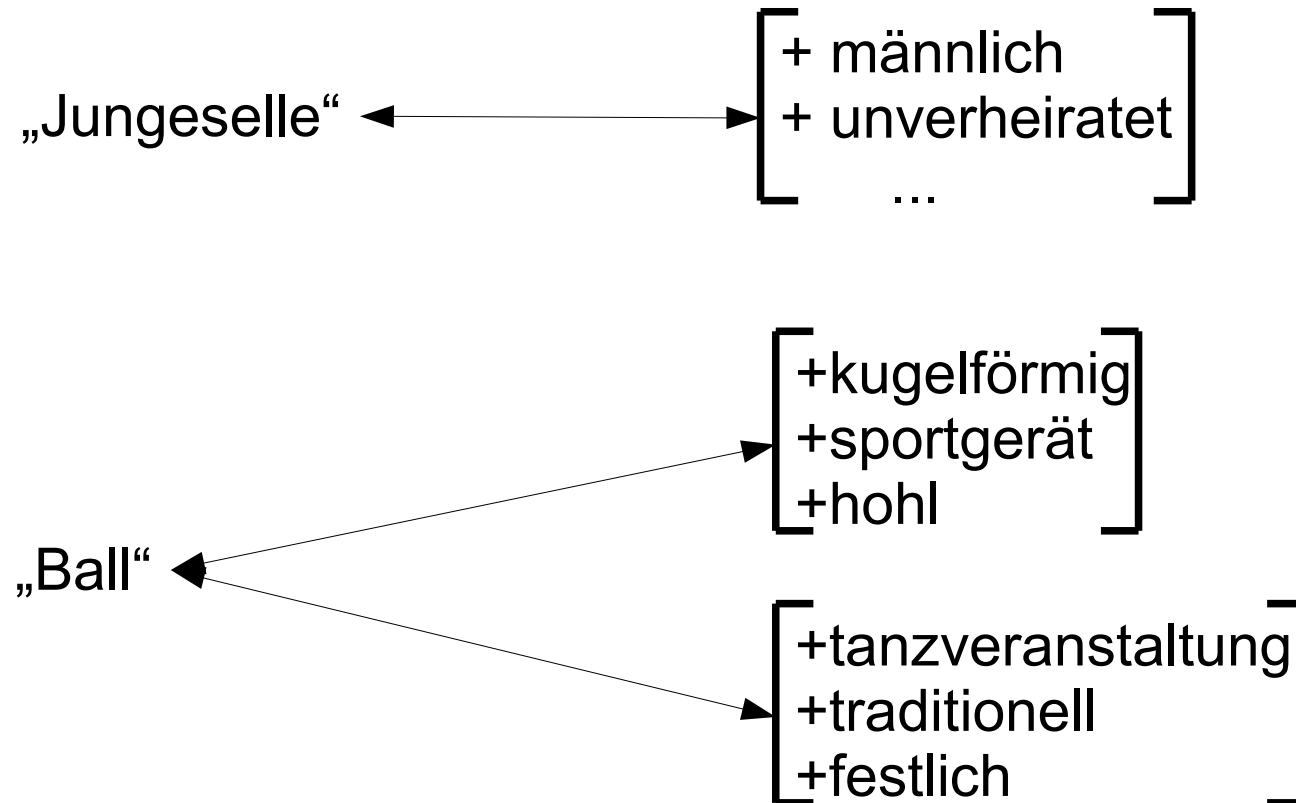 „Jungeselle“
+ männlich
+ unverheiratet
...
„Ball“
+kugelförmig
+sportgerät
+hohl
+tanzveranstaltung
+traditionell
+festlich